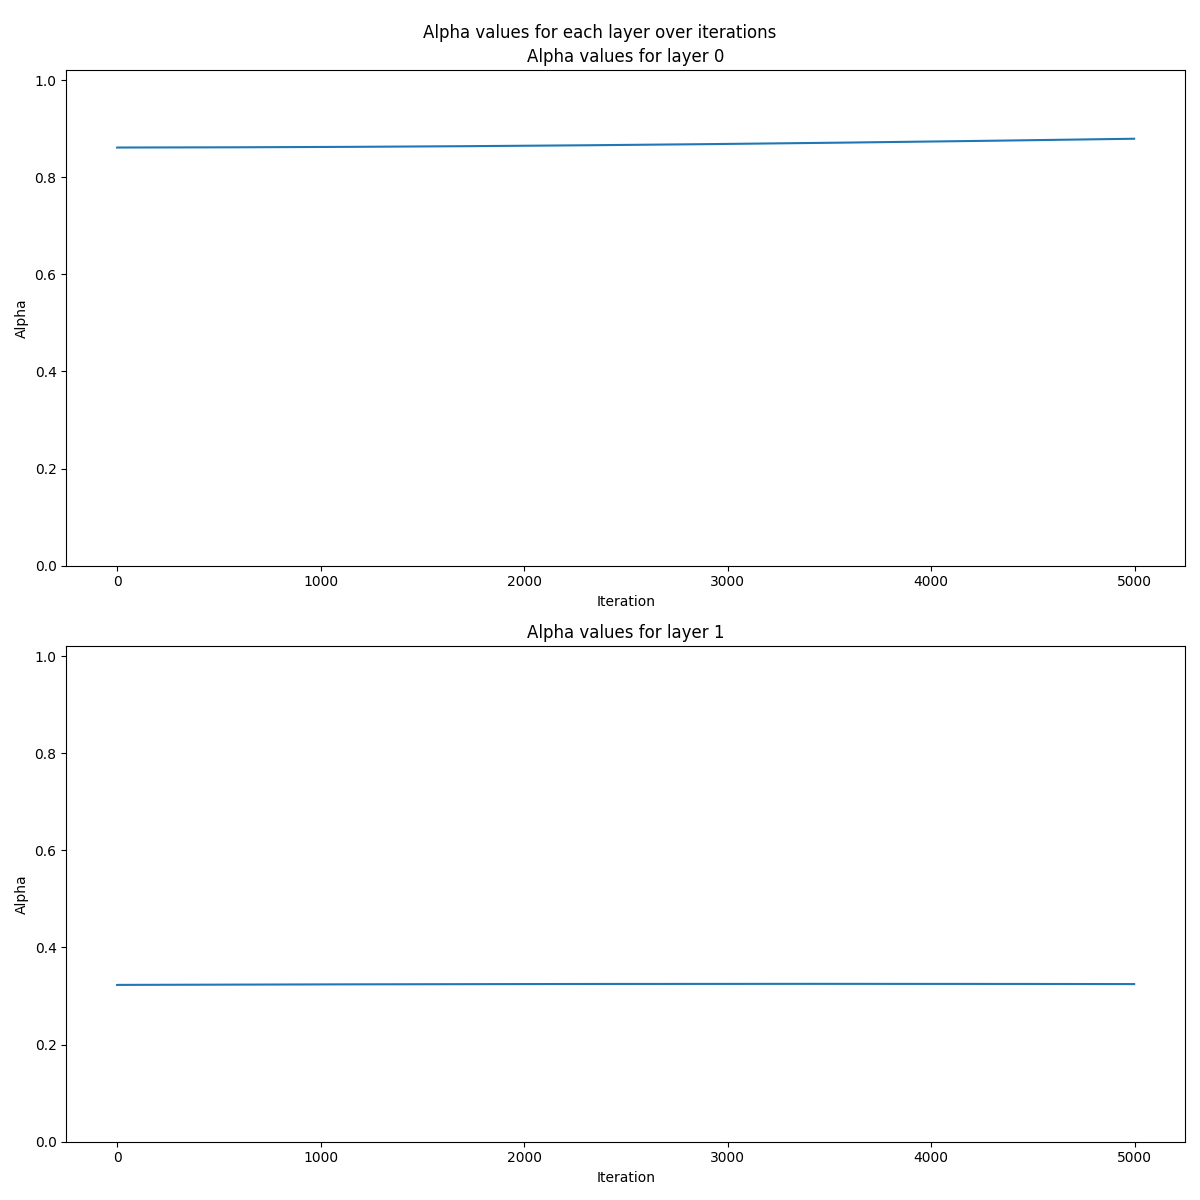 Alpha values for each layer over iterations
Alpha values for layer 0
1.0
0.8
0.6
0.4
0.2
0.0
Alpha
0 1000 2000 3000 4000 5000
Iteration
Alpha values for layer 1
1.0
0.8
0.6
0.4
0.2
0.0
Alpha
0 1000 2000 3000 4000 5000
Iteration